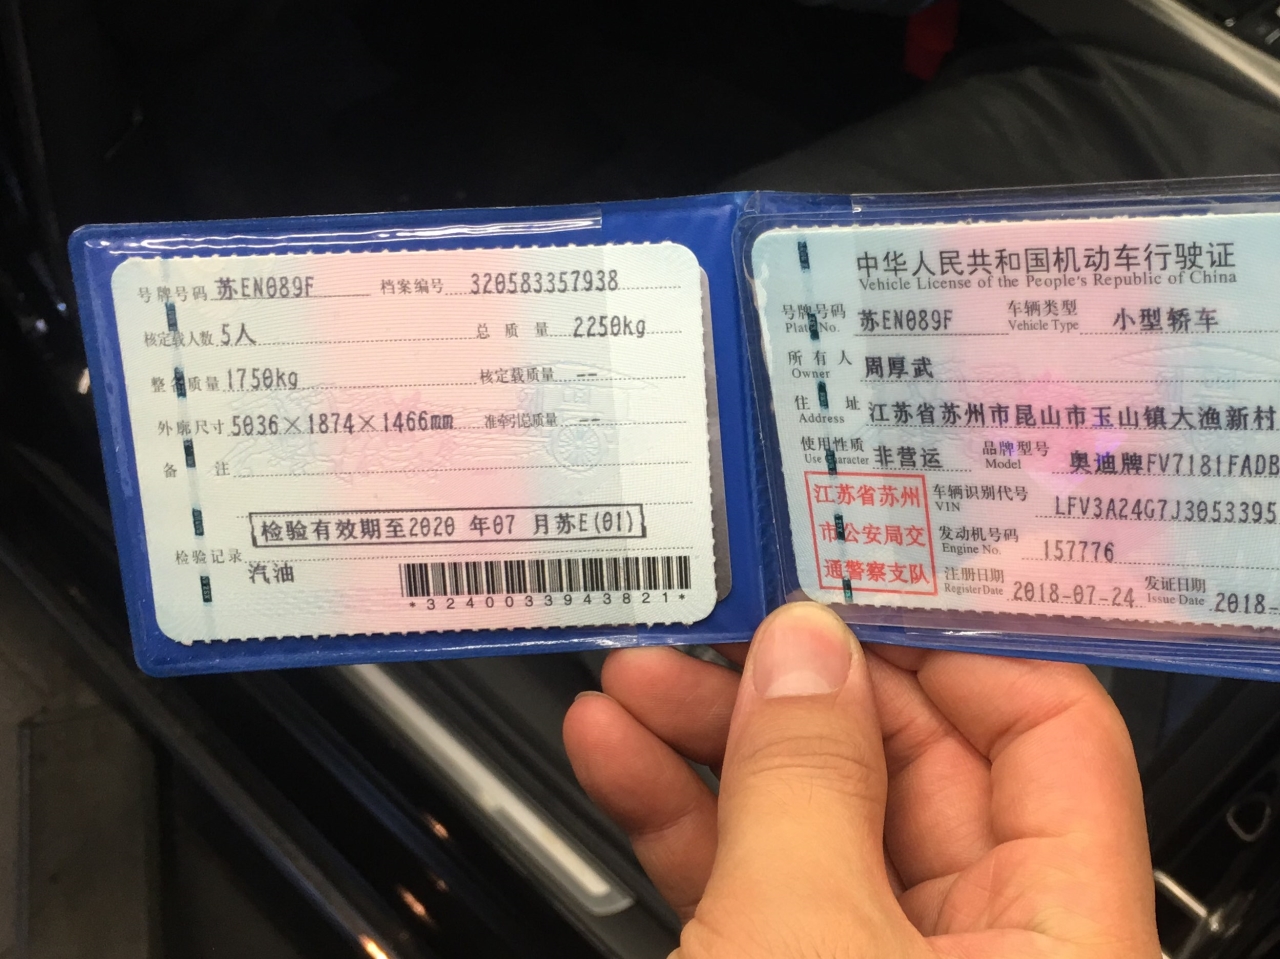 号牌号码 苏EN089F 档案编号 320583357938
核定载人数 5人 总质量 2250kg
整备质量 1750kg 核定载质量 --
外廓尺寸 5036×1874×1466mm 准牵引总质量 --
备注
检验有效期至2020 年07 月苏E(01)
检验记录
汽油
*3240033943821*
中华人民共和国机动车行驶证
Vehicle License of the People's Republic of China
号牌号码 苏EN089F 车辆类型 小型轿车
Plate No. Vehicle Type
所有人 周厚武
Owner
住址 江苏省苏州市昆山市玉山镇大渔新村
Address
使用性质 非营运 品牌型号 奥迪牌FV7181FADB
Use Character Model
江苏省苏州
市公安局交
通警察支队
车辆识别代号 LFV3A24G7J3053395
VIN
发动机号码 157776
Engine No.
注册日期 2018-07-24 发证日期 2018-
Register Date Issue Date